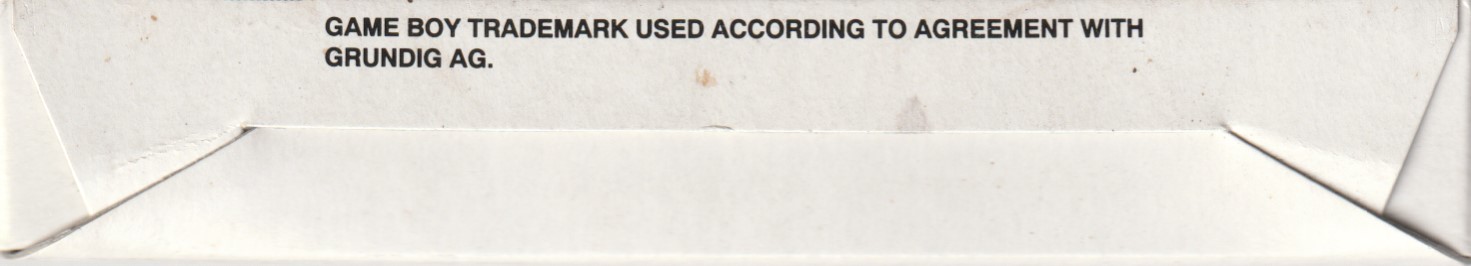 GAME BOY TRADEMARK USED ACCORDING TO AGREEMENT WITH
GRUNDIG AG.